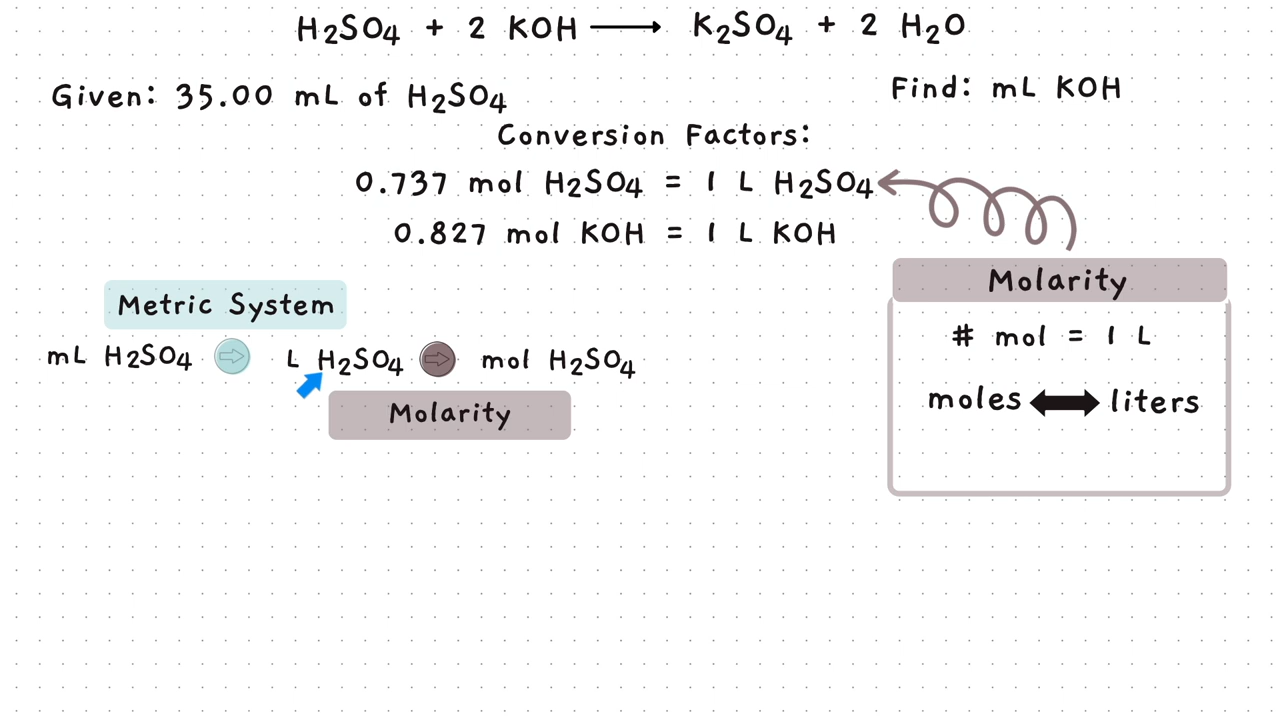 H₂SO₄ + 2 KOH ⟶ K₂SO₄ + 2 H₂O
Given: 35.00 mL of H₂SO₄
Find: mL KOH
Conversion Factors:
0.737 mol H₂SO₄ = 1 L H₂SO₄
0.827 mol KOH = 1 L KOH
Metric System
mL H₂SO₄ ⇨ L H₂SO₄ ⇨ mol H₂SO₄
Molarity
Molarity
# mol = 1 L
moles ⟷ liters